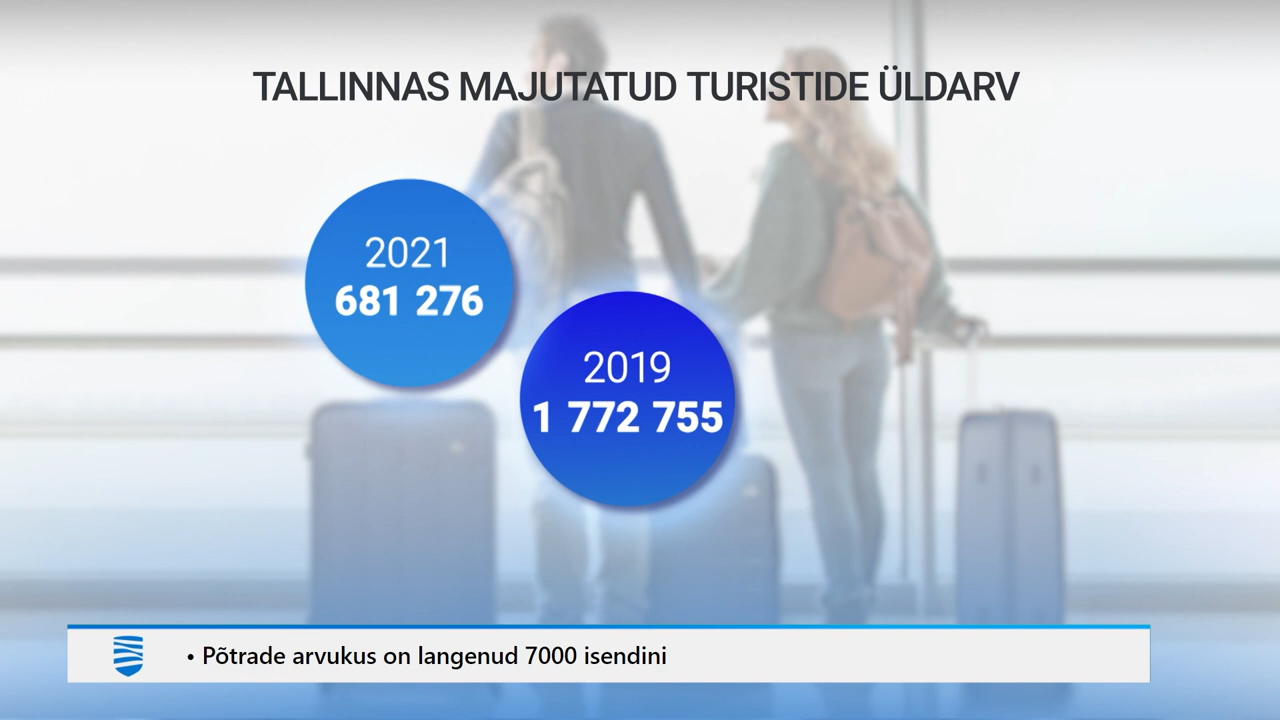 TALLINNAS MAJUTATUD TURISTIDE ÜLDARV
2021
681 276
2019
1 772 755
• Põtrade arvukus on langenud 7000 isendini